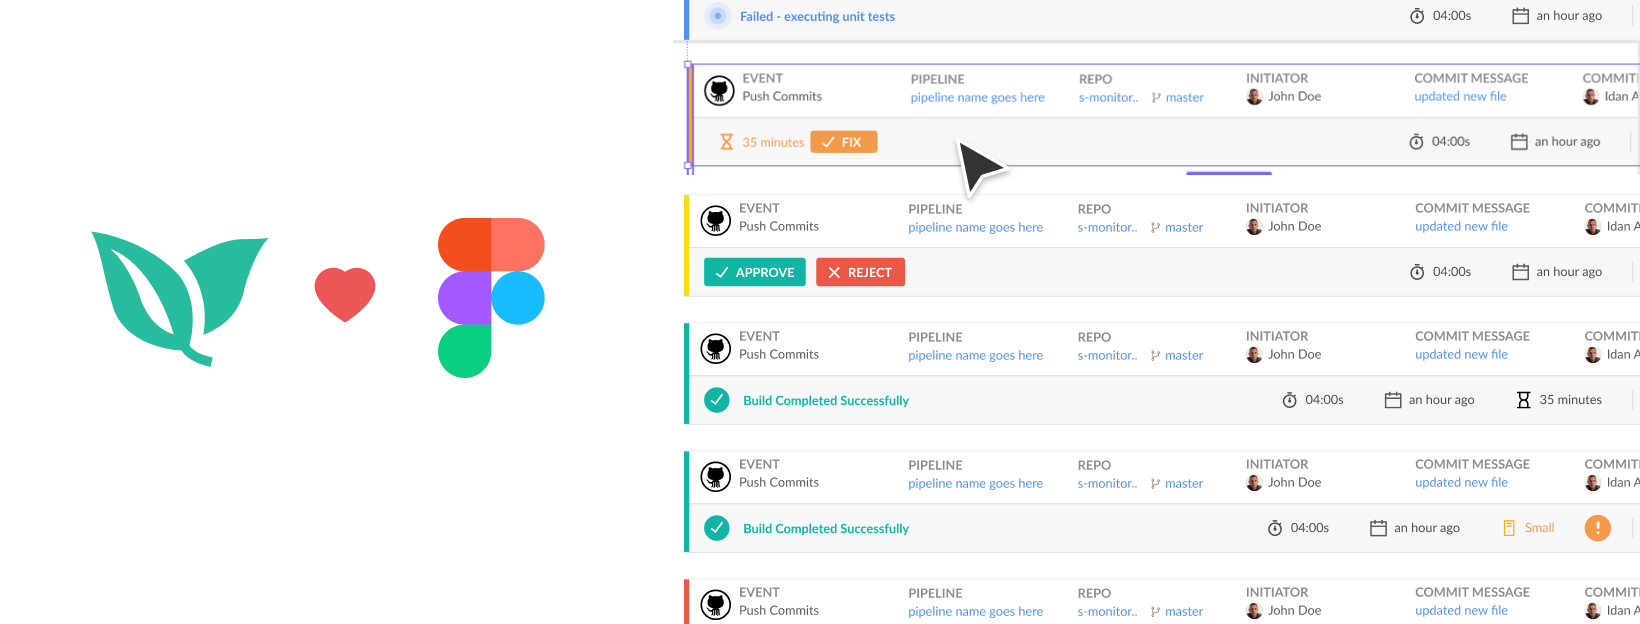 Failed - executing unit tests 04:00s an hour ago
EVENT PIPELINE REPO INITIATOR COMMIT MESSAGE COMMIT
Push Commits pipeline name goes here s-monitor.. master John Doe updated new file Idan A
35 minutes FIX 04:00s an hour ago
EVENT PIPELINE REPO INITIATOR COMMIT MESSAGE COMMIT
Push Commits pipeline name goes here s-monitor.. master John Doe updated new file Idan A
APPROVE REJECT 04:00s an hour ago
EVENT PIPELINE REPO INITIATOR COMMIT MESSAGE COMMIT
Push Commits pipeline name goes here s-monitor.. master John Doe updated new file Idan A
Build Completed Successfully 04:00s an hour ago 35 minutes
EVENT PIPELINE REPO INITIATOR COMMIT MESSAGE COMMIT
Push Commits pipeline name goes here s-monitor.. master John Doe updated new file Idan A
Build Completed Successfully 04:00s an hour ago Small
EVENT PIPELINE REPO INITIATOR COMMIT MESSAGE COMMIT
Push Commits pipeline name goes here s-monitor.. master John Doe updated new file Idan A